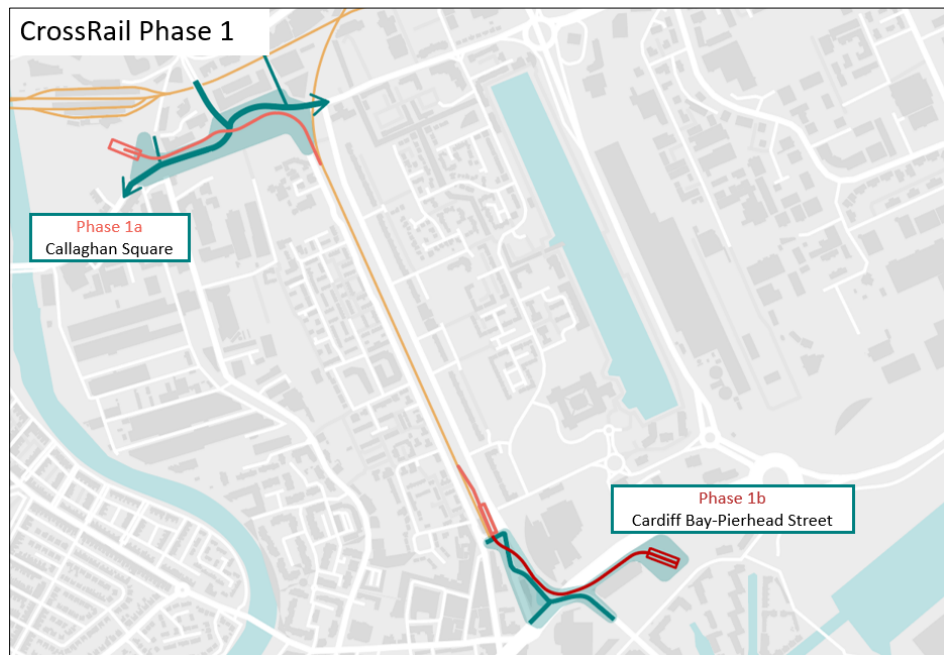 CrossRail Phase 1
Phase 1a
Callaghan Square
Phase 1b
Cardiff Bay-Pierhead Street